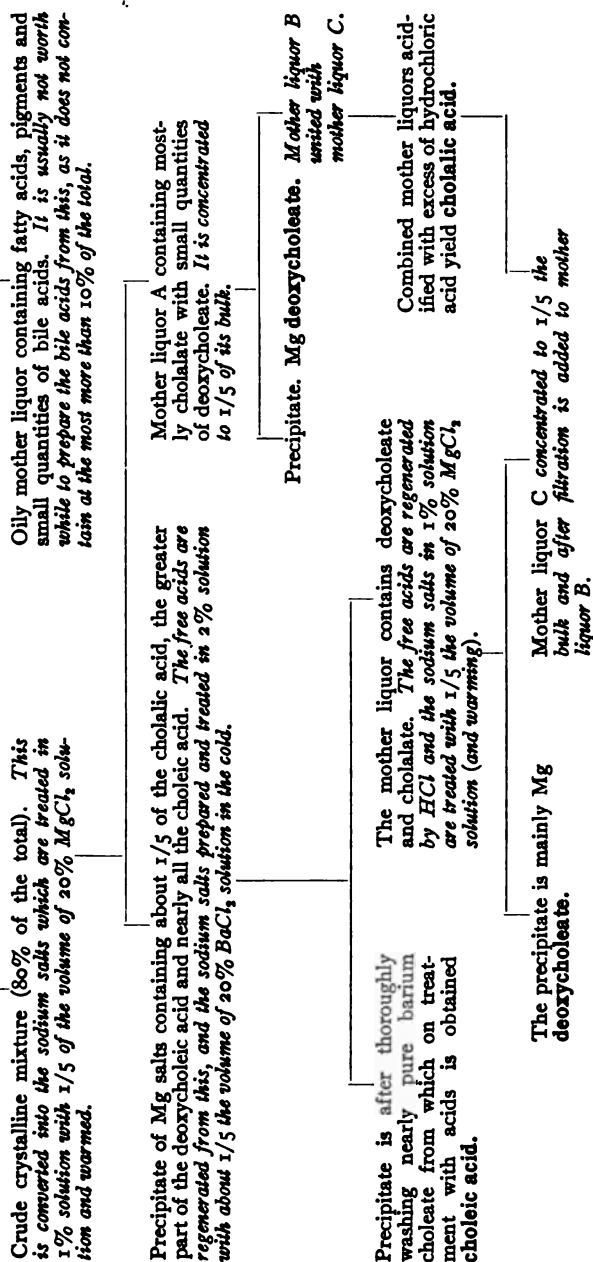 Crude crystalline mixture (80% of the total). This
is converted into the sodium salts which are treated in
1% solution with 1/5 of the volume of 20% MgCl₂ solu-
tion and warmed.
Oily mother liquor containing fatty acids, pigments and
small quantities of bile acids. It is usually not worth
while to prepare the bile acids from this, as it does not con-
tain at the most more than 10% of the total.
Precipitate of Mg salts containing about 1/5 of the cholalic acid, the greater
part of the deoxycholeic acid and nearly all the choleic acid. The free acids are
regenerated from this, and the sodium salts prepared and treated in 2% solution
with about 1/5 the volume of 20% BaCl₂ solution in the cold.
Mother liquor A containing most-
ly cholalate with small quantities
of deoxycholeate. It is concentrated
to 1/5 of its bulk.
Precipitate. Mg deoxycholeate.
Mother liquor B
united with
mother liquor C.
Precipitate is after thoroughly
washing nearly pure barium
choleate from which on treat-
ment with acids is obtained
choleic acid.
The mother liquor contains deoxycholeate
and cholalate. The free acids are regenerated
by HCl and the sodium salts in 1% solution
are treated with 1/5 the volume of 20% MgCl₂
solution (and warming).
Combined mother liquors acid-
ified with excess of hydrochloric
acid yield cholalic acid.
The precipitate is mainly Mg
deoxycholeate.
Mother liquor C concentrated to 1/5 the
bulk and after filtration is added to mother
liquor B.